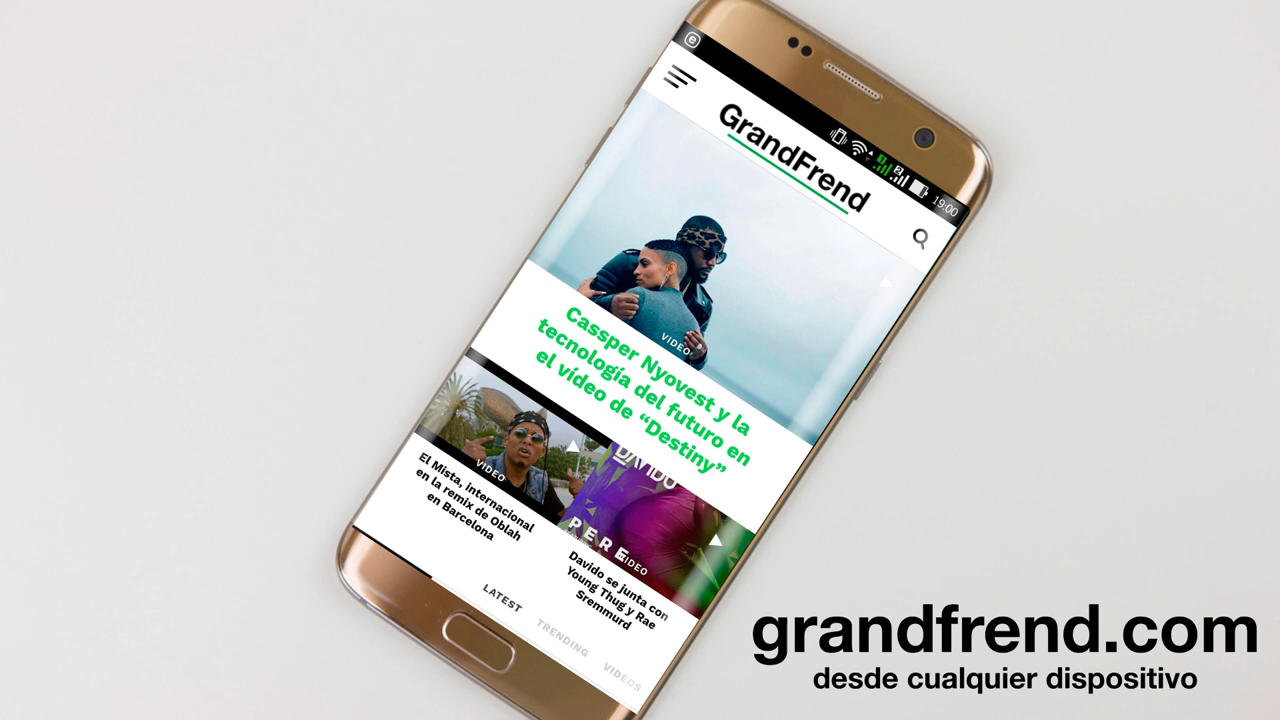 19:00
GrandFrend
VIDEO
Cassper Nyovest y la
tecnología del futuro en
el vídeo de “Destiny”
VIDEO
El Mista, internacional
en la remix de Oblah
en Barcelona
DAVIDO
RERE
VIDEO
Davido se junta con
Young Thug y Rae
Sremmurd
LATEST
TRENDING
VIDEOS
grandfrend.com
desde cualquier dispositivo